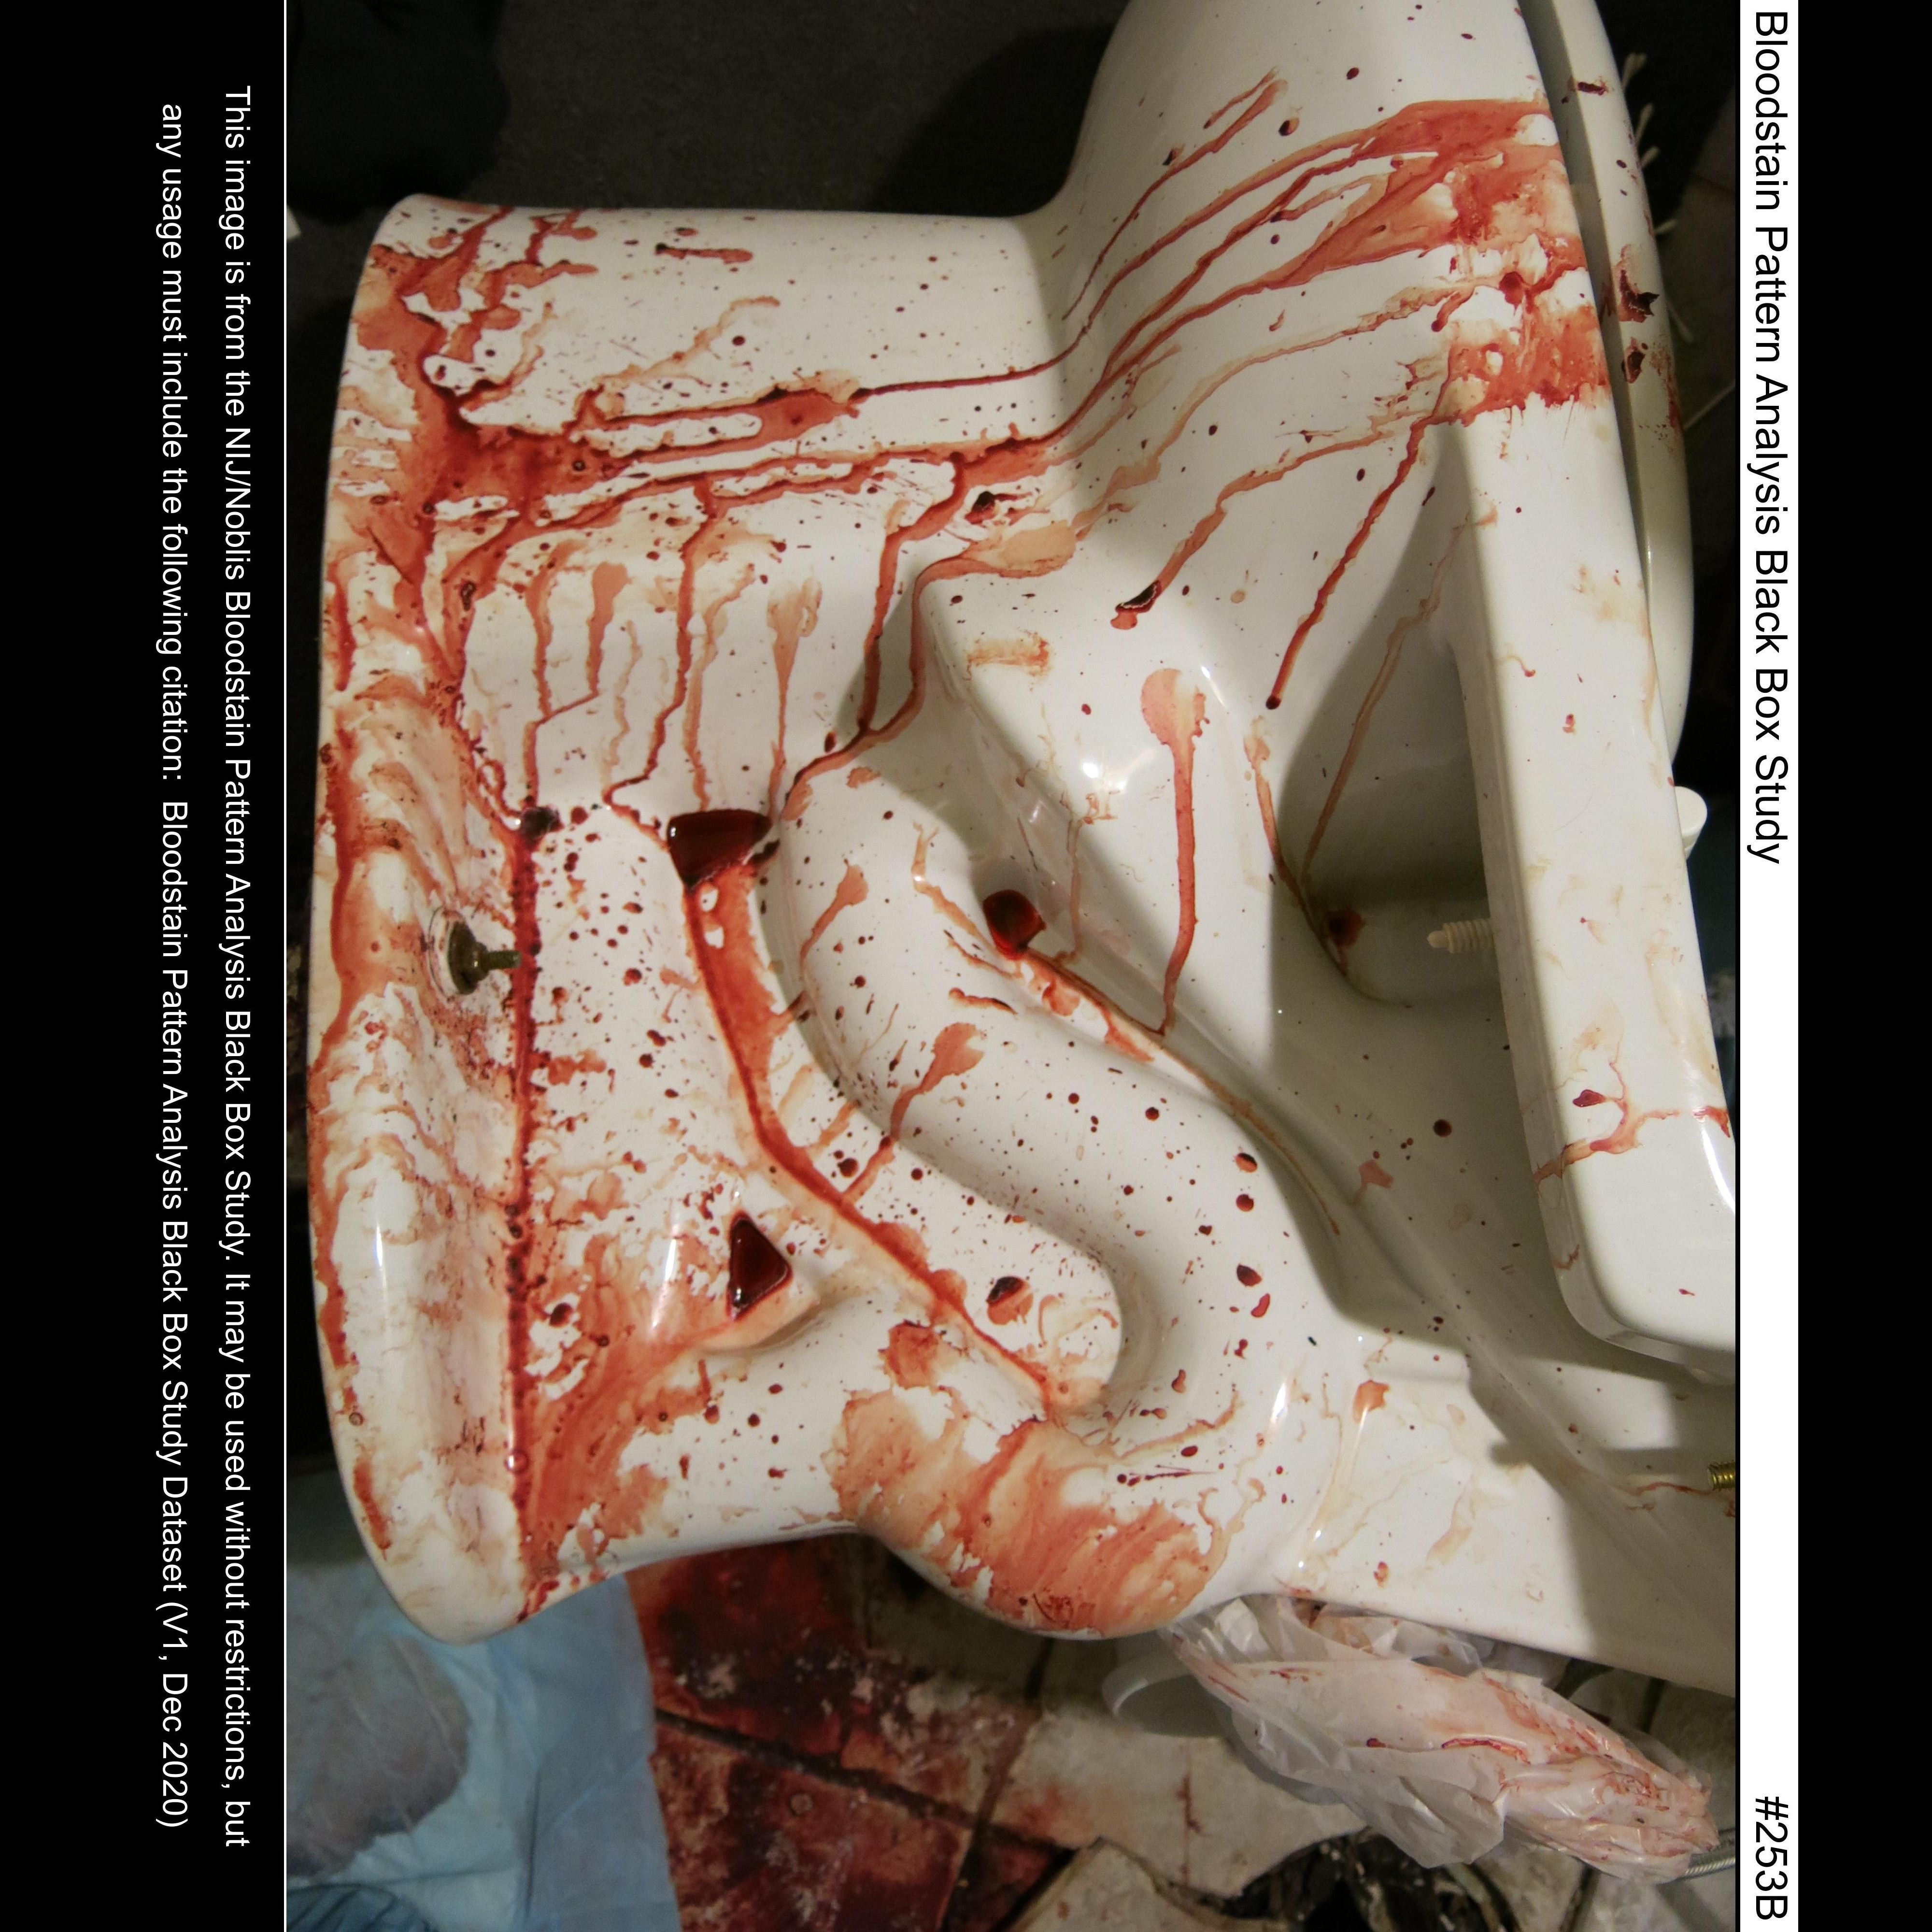 Bloodstain Pattern Analysis Black Box Study #253B
This image is from the NIJ/Noblis Bloodstain Pattern Analysis Black Box Study. It may be used without restrictions, but
any usage must include the following citation: Bloodstain Pattern Analysis Black Box Study Dataset (V1, Dec 2020)